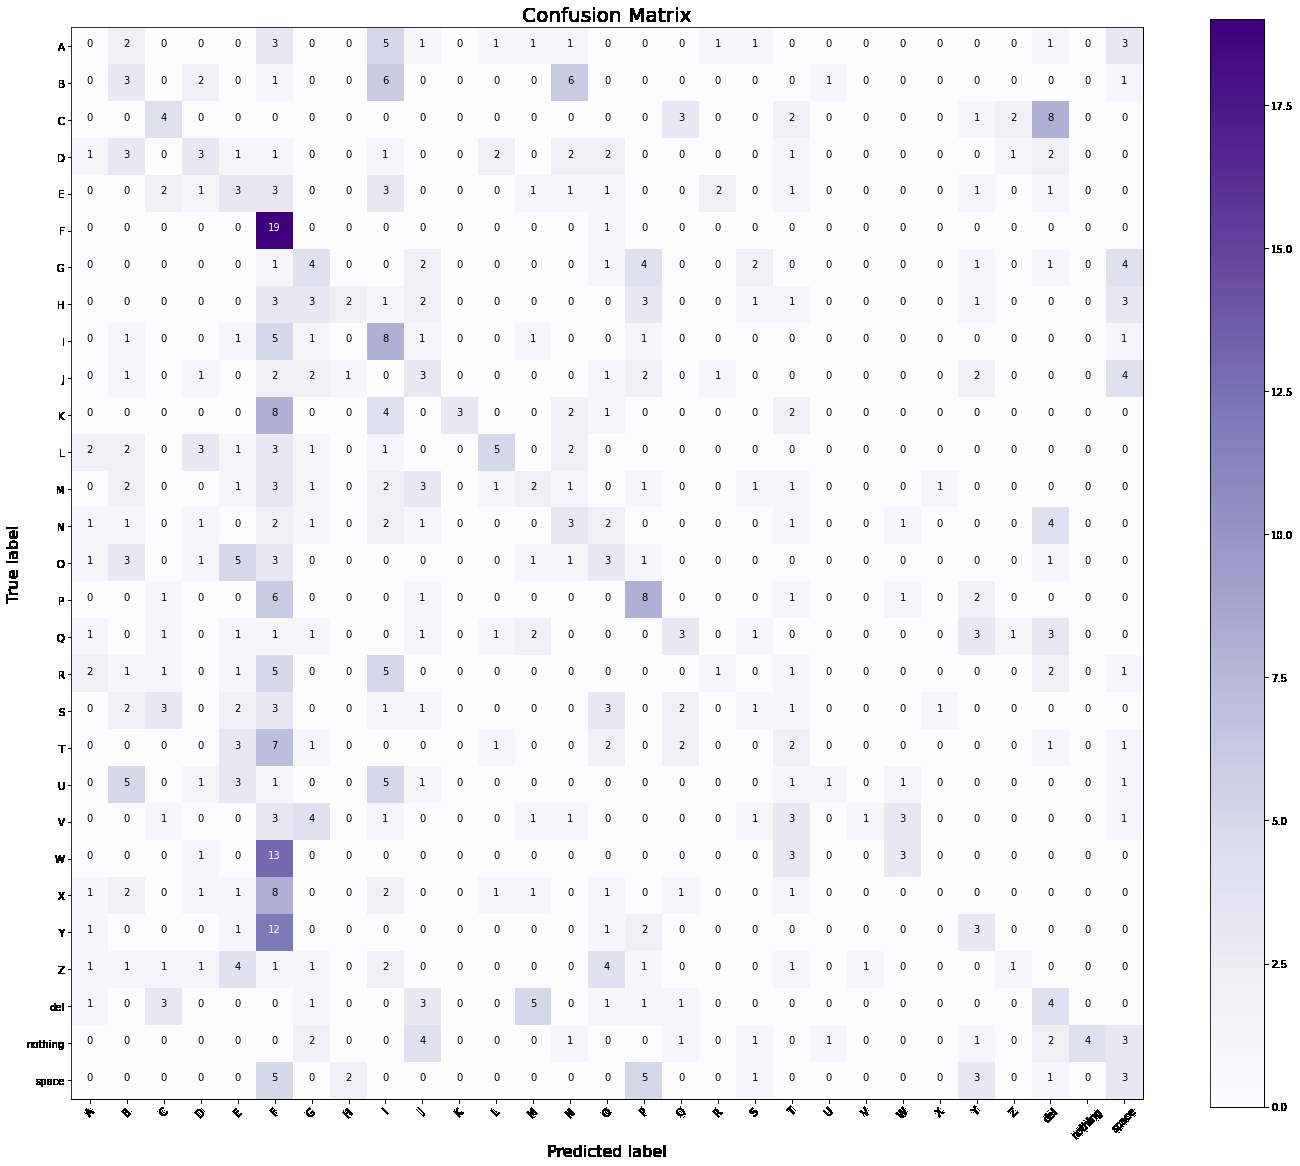 Confusion Matrix
A 0 2 0 0 0 3 0 0 5 1 0 1 1 1 0 0 0 1 1 0 0 0 0 0 0 0 1 0 3
B 0 3 0 2 0 1 0 0 6 0 0 0 0 6 0 0 0 0 0 0 1 0 0 0 0 0 0 0 1
C 0 0 4 0 0 0 0 0 0 0 0 0 0 0 0 0 3 0 0 2 0 0 0 0 1 2 8 0 0
D 1 3 0 3 1 1 0 0 1 0 0 2 0 2 2 0 0 0 0 1 0 0 0 0 0 1 2 0 0
E 0 0 2 1 3 3 0 0 3 0 0 0 1 1 1 0 0 2 0 1 0 0 0 0 1 0 1 0 0
F 0 0 0 0 0 19 0 0 0 0 0 0 0 0 1 0 0 0 0 0 0 0 0 0 0 0 0 0 0
G 0 0 0 0 0 1 4 0 0 2 0 0 0 0 1 4 0 0 2 0 0 0 0 0 1 0 1 0 4
H 0 0 0 0 0 3 3 2 1 2 0 0 0 0 0 3 0 0 1 1 0 0 0 0 1 0 0 0 3
I 0 1 0 0 1 5 1 0 8 1 0 0 1 0 0 1 0 0 0 0 0 0 0 0 0 0 0 0 1
J 0 1 0 1 0 2 2 1 0 3 0 0 0 0 1 2 0 1 0 0 0 0 0 0 2 0 0 0 4
K 0 0 0 0 0 8 0 0 4 0 3 0 0 2 1 0 0 0 0 2 0 0 0 0 0 0 0 0 0
L 2 2 0 3 1 3 1 0 1 0 0 5 0 2 0 0 0 0 0 0 0 0 0 0 0 0 0 0 0
M 0 2 0 0 1 3 1 0 2 3 0 1 2 1 0 1 0 0 1 1 0 0 0 1 0 0 0 0 0
N 1 1 0 1 0 2 1 0 2 1 0 0 0 3 2 0 0 0 0 1 0 0 1 0 0 0 4 0 0
O 1 3 0 1 5 3 0 0 0 0 0 0 1 1 3 1 0 0 0 0 0 0 0 0 0 0 1 0 0
P 0 0 1 0 0 6 0 0 0 1 0 0 0 0 0 8 0 0 0 1 0 0 1 0 2 0 0 0 0
Q 1 0 1 0 1 1 1 0 0 1 0 1 2 0 0 0 3 0 1 0 0 0 0 0 3 1 3 0 0
R 2 1 1 0 1 5 0 0 5 0 0 0 0 0 0 0 0 1 0 1 0 0 0 0 0 0 2 0 1
S 0 2 3 0 2 3 0 0 1 1 0 0 0 0 3 0 2 0 1 1 0 0 0 1 0 0 0 0 0
T 0 0 0 0 3 7 1 0 0 0 0 1 0 0 2 0 2 0 0 2 0 0 0 0 0 0 1 0 1
U 0 5 0 1 3 1 0 0 5 1 0 0 0 0 0 0 0 0 0 1 1 0 1 0 0 0 0 0 1
V 0 0 1 0 0 3 4 0 1 0 0 0 1 1 0 0 0 0 1 3 0 1 3 0 0 0 0 0 1
W 0 0 0 1 0 13 0 0 0 0 0 0 0 0 0 0 0 0 0 3 0 0 3 0 0 0 0 0 0
X 1 2 0 1 1 8 0 0 2 0 0 1 1 0 1 0 1 0 0 1 0 0 0 0 0 0 0 0 0
Y 1 0 0 0 1 12 0 0 0 0 0 0 0 0 1 2 0 0 0 0 0 0 0 0 3 0 0 0 0
Z 1 1 1 1 4 1 1 0 2 0 0 0 0 0 4 1 0 0 0 1 0 1 0 0 0 1 0 0 0
del 1 0 3 0 0 0 1 0 0 3 0 0 5 0 1 1 1 0 0 0 0 0 0 0 0 0 4 0 0
nothing 0 0 0 0 0 0 2 0 0 4 0 0 0 1 0 0 1 0 1 0 1 0 0 0 1 0 2 4 3
space 0 0 0 0 0 5 0 2 0 0 0 0 0 0 0 5 0 0 1 0 0 0 0 0 3 0 1 0 3
A B C D E F G H I J K L M N O P Q R S T U V W X Y Z del nothing space
True label
Predicted label
17.5
15.0
12.5
10.0
7.5
5.0
2.5
0.0